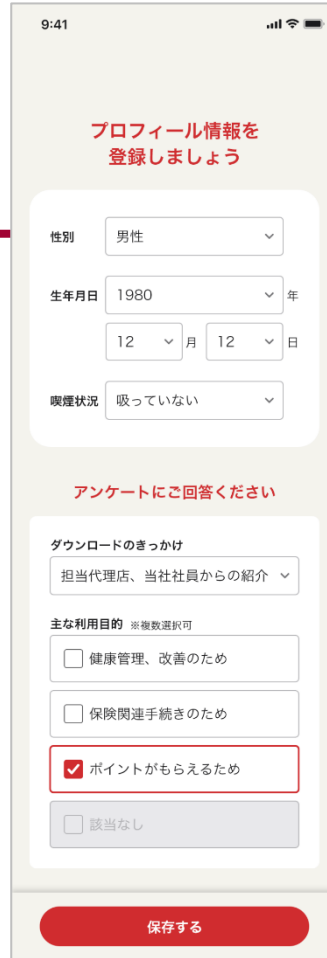 9:41
プロフィール情報を
登録しましょう
性別 男性
生年月日 1980 年
12 月 12 日
喫煙状況 吸っていない
アンケートにご回答ください
ダウンロードのきっかけ
担当代理店、当社社員からの紹介
主な利用目的 ※複数選択可
健康管理、改善のため
保険関連手続きのため
ポイントがもらえるため
該当なし
保存する